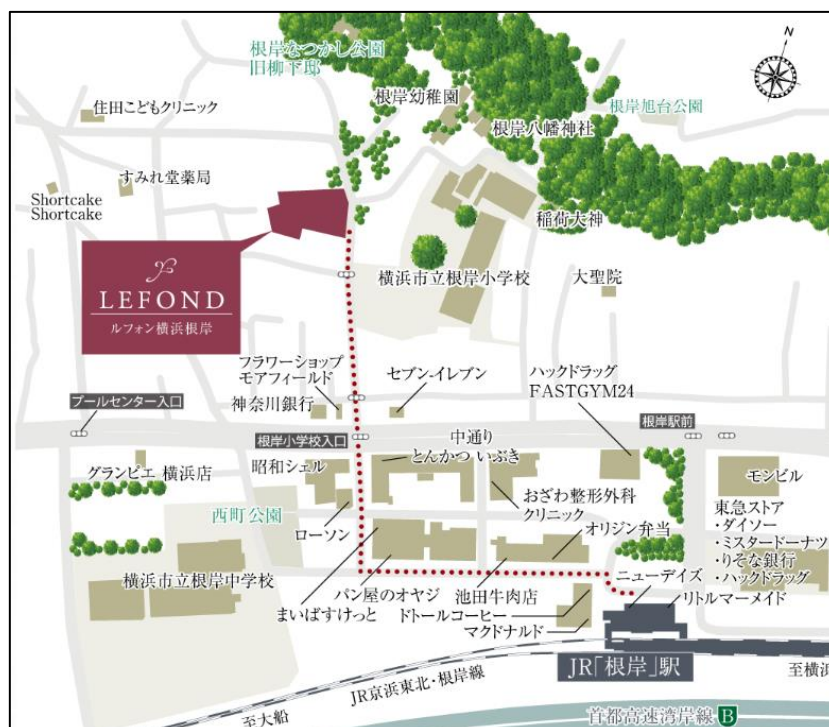 N
根岸なつかし公園
旧柳下邸
根岸幼稚園
住田こどもクリニック
根岸旭台公園
根岸八幡神社
すみれ堂薬局
Shortcake
Shortcake
稲荷大神
LEFOND
ルフォン横浜根岸
横浜市立根岸小学校
大聖院
フラワーショップ
モアフィールド
セブン-イレブン
ハックドラッグ
FASTGYM24
神奈川銀行
プールセンター入口
根岸小学校入口
根岸駅前
中通り
とんかつ いぶき
グランピエ 横浜店
昭和シェル
モンビル
おざわ整形外科
クリニック
西町公園
ローソン
オリジン弁当
東急ストア
・ダイソー
・ミスタードーナツ
・りそな銀行
・ハックドラッグ
横浜市立根岸中学校
パン屋のオヤジ
池田牛肉店
ニューデイズ
まいばすけっと
ドトールコーヒー
リトルマーメイド
マクドナルド
JR「根岸」駅
至横浜
JR京浜東北・根岸線
至大船
首都高速湾岸線 B